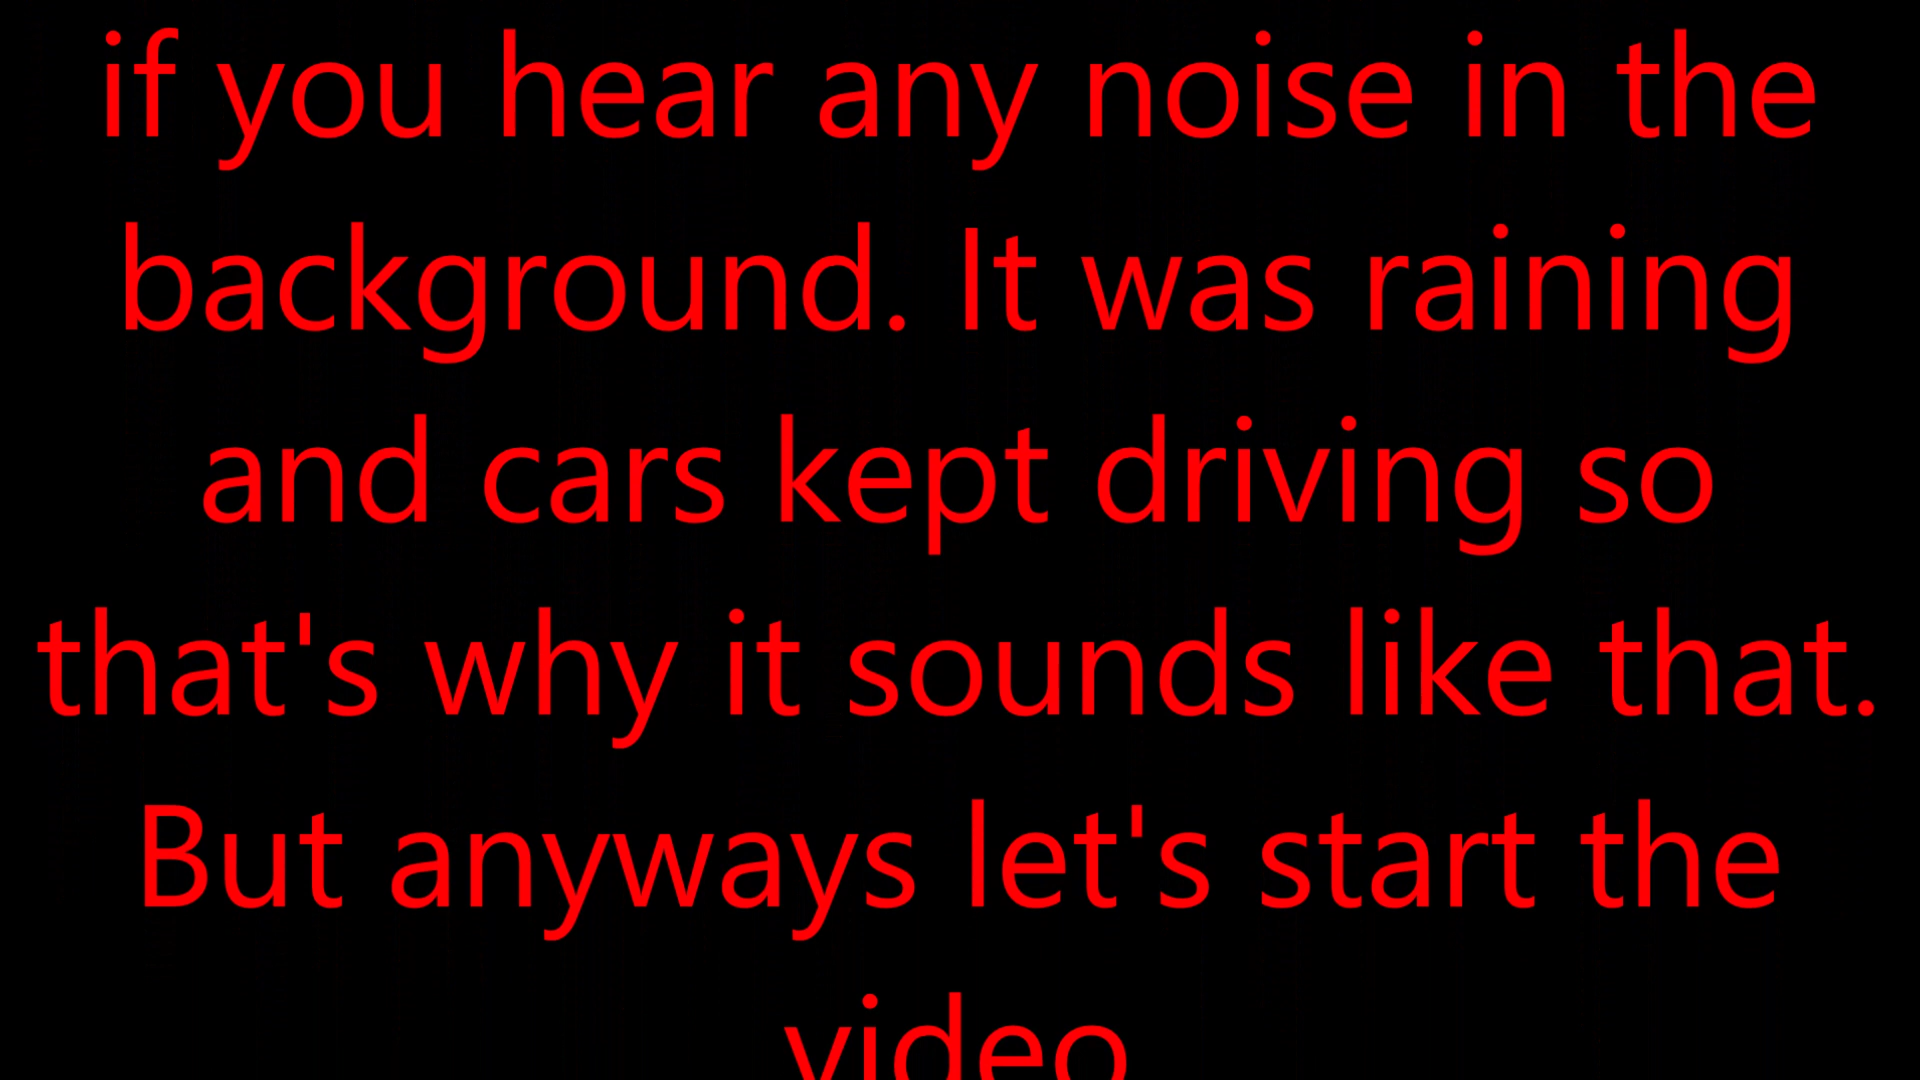 if you hear any noise in the
background. It was raining
and cars kept driving so
that's why it sounds like that.
But anyways let's start the
video